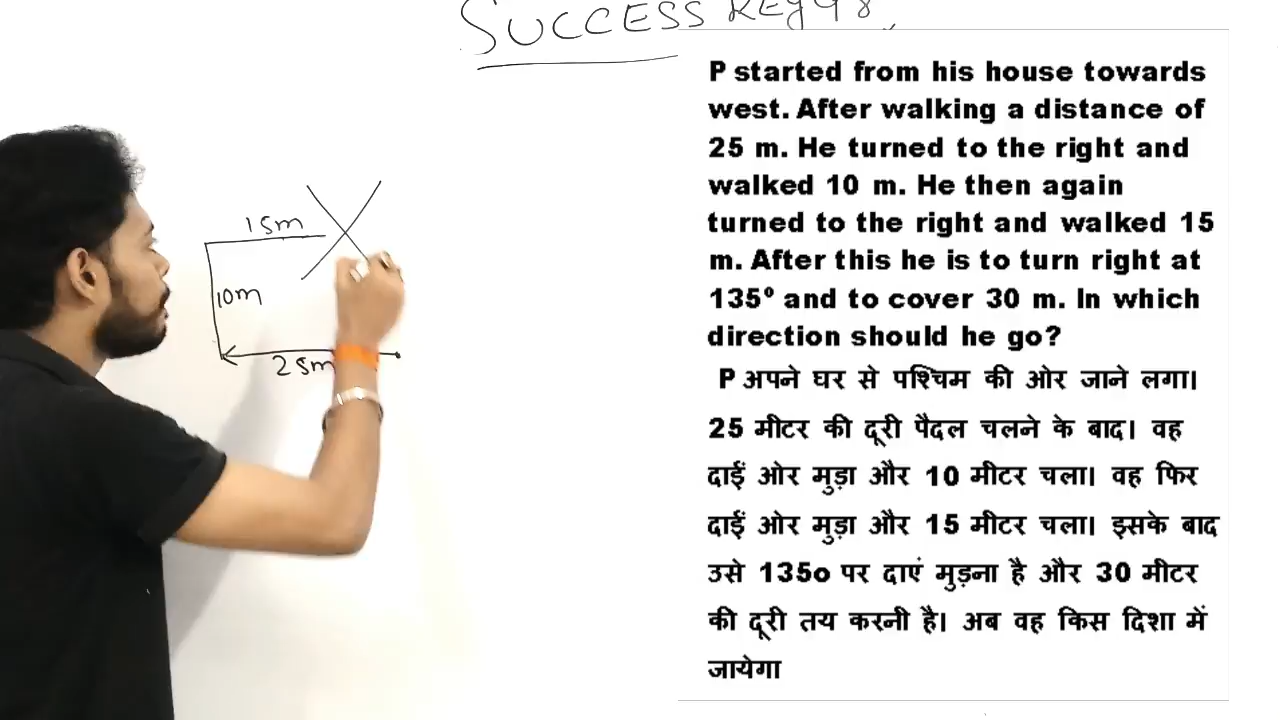 SUCCESS
P started from his house towards
west. After walking a distance of
25 m. He turned to the right and
walked 10 m. He then again
turned to the right and walked 15
m. After this he is to turn right at
135º and to cover 30 m. In which
direction should he go?
P अपने घर से पश्चिम की ओर जाने लगा।
25 मीटर की दूरी पैदल चलने के बाद। वह
दाईं ओर मुड़ा और 10 मीटर चला। वह फिर
दाईं ओर मुड़ा और 15 मीटर चला। इसके बाद
उसे 135o पर दाएं मुड़ना है और 30 मीटर
की दूरी तय करनी है। अब वह किस दिशा में
जायेगा
15m
10m
25m